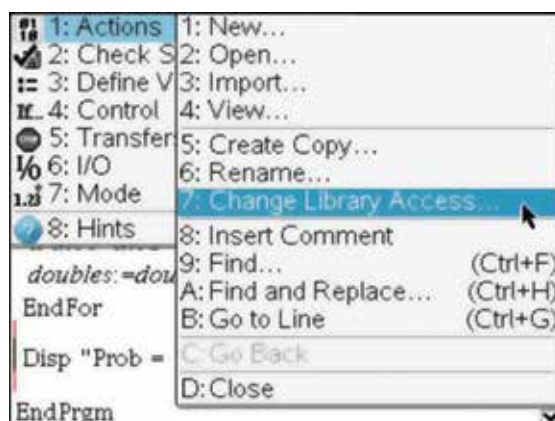 1: Actions
2: Check S
3: Define V
4: Control
5: Transfer
6: I/O
7: Mode
8: Hints
1: New...
2: Open...
3: Import...
4: View...
5: Create Copy...
6: Rename...
7: Change Library Access...
8: Insert Comment
9: Find... (Ctrl+F)
A: Find and Replace... (Ctrl+H)
B: Go to Line (Ctrl+G)
C: Go Back
D: Close
doubles:=dou
EndFor
Disp "Prob =
EndPrgm